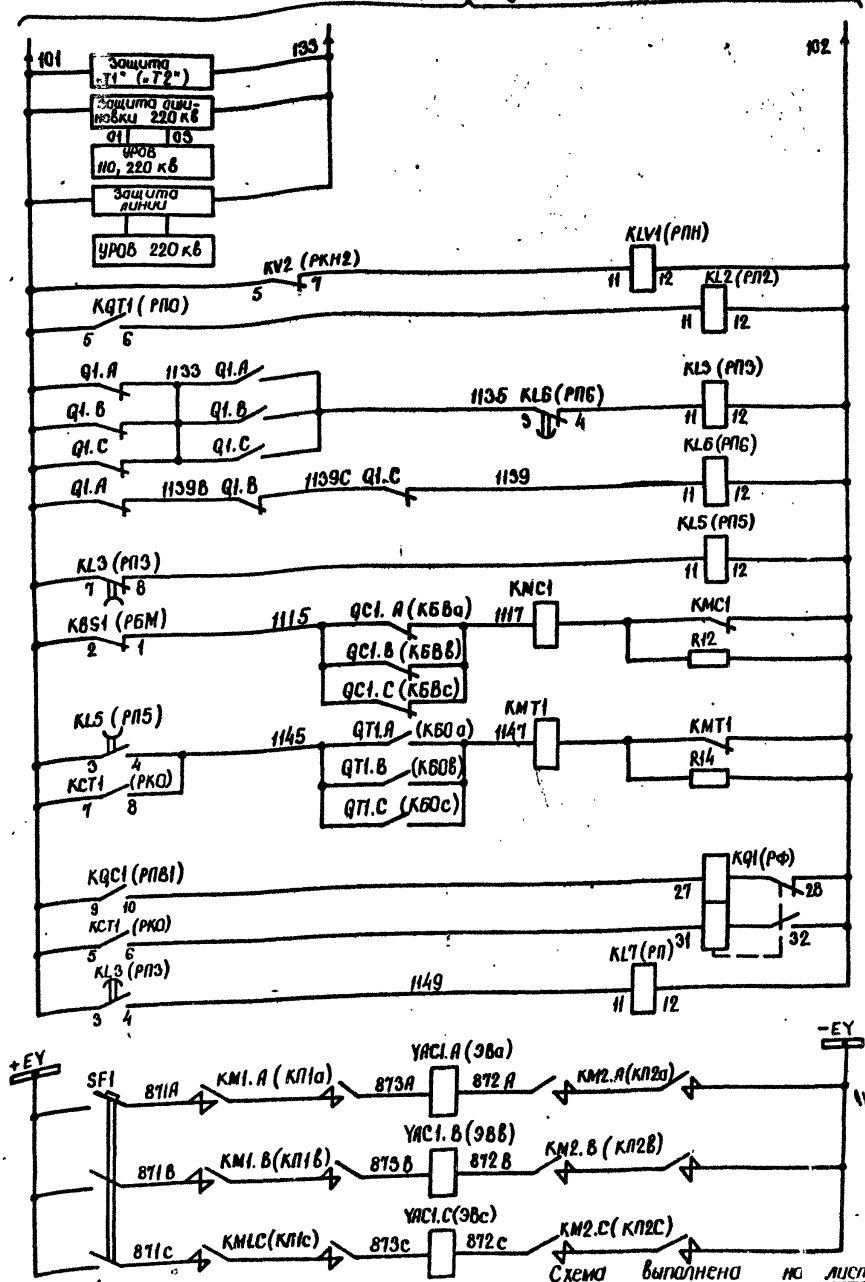 101
133
102
Защита
„Т1" („Т2")
Защита оши-
новки 220 кв
01 03
УРОВ
110, 220 кв
Защита
линии
УРОВ 220 кв
KV2 (РКН2)
5 7
KLV1 (РПН)
11 12
KQT1 (РПО)
5 6
KL2 (РП2)
11 12
Q1.A 1133 Q1.A
Q1.B Q1.B
Q1.C Q1.C
1135 KL6 (РП6)
3 4
KL3 (РП3)
11 12
Q1.A 1139B Q1.B 1139C Q1.C 1139
KL6 (РП6)
11 12
KL3 (РП3)
7 8
KL5 (РП5)
11 12
KBS1 (РБМ)
2 1
1115
QC1.A (КБВа)
QC1.B (КБВв)
QC1.C (КБВс)
1117
KMC1
KMC1
R12
KL5 (РП5)
3 4
KCT1 (РКО)
7 8
1145
QT1.A (КБОа)
QT1.B (КБОв)
QT1.C (КБОс)
1147
KMT1
KMT1
R14
KQC1 (РПВ1)
9 10
KQ1 (РФ)
27 28
KCT1 (РКО)
5 6
31 32
KL3 (РП3)
3 4
1149
KL7 (РП)
11 12
+EY
-EY
SF1
871A KM1.A (КП1а) 873A YAC1.A (ЭВа) 872A KM2.A (КП2а)
871B KM1.B (КП1в) 873B YAC1.B (ЭВв) 872B KM2.B (КП2в)
871C KM1.C (КП1с) 873C YAC1.C (ЭВс) 872C KM2.C (КП2С)
Схема выполнена на лист